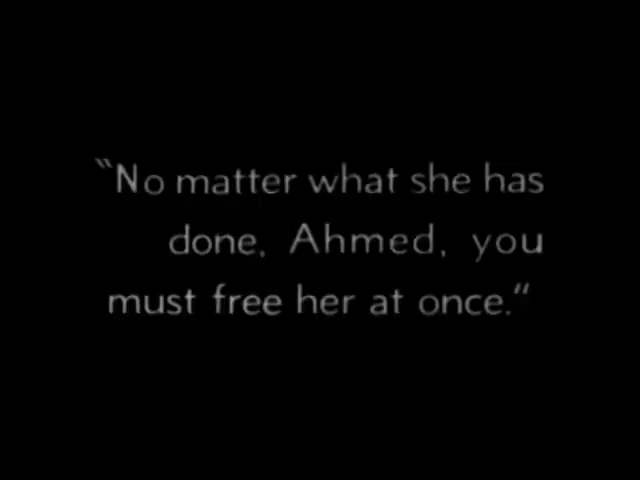 "No matter what she has
done, Ahmed, you
must free her at once."